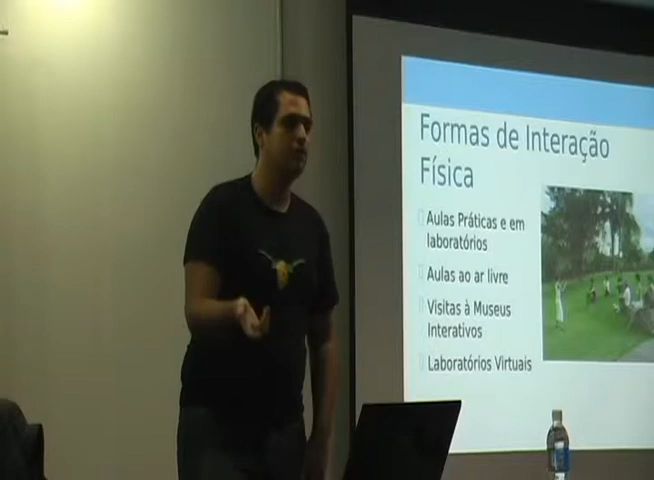 Formas de Interação
Física
Aulas Práticas e em
laboratórios
Aulas ao ar livre
Visitas à Museus
Interativos
Laboratórios Virtuais